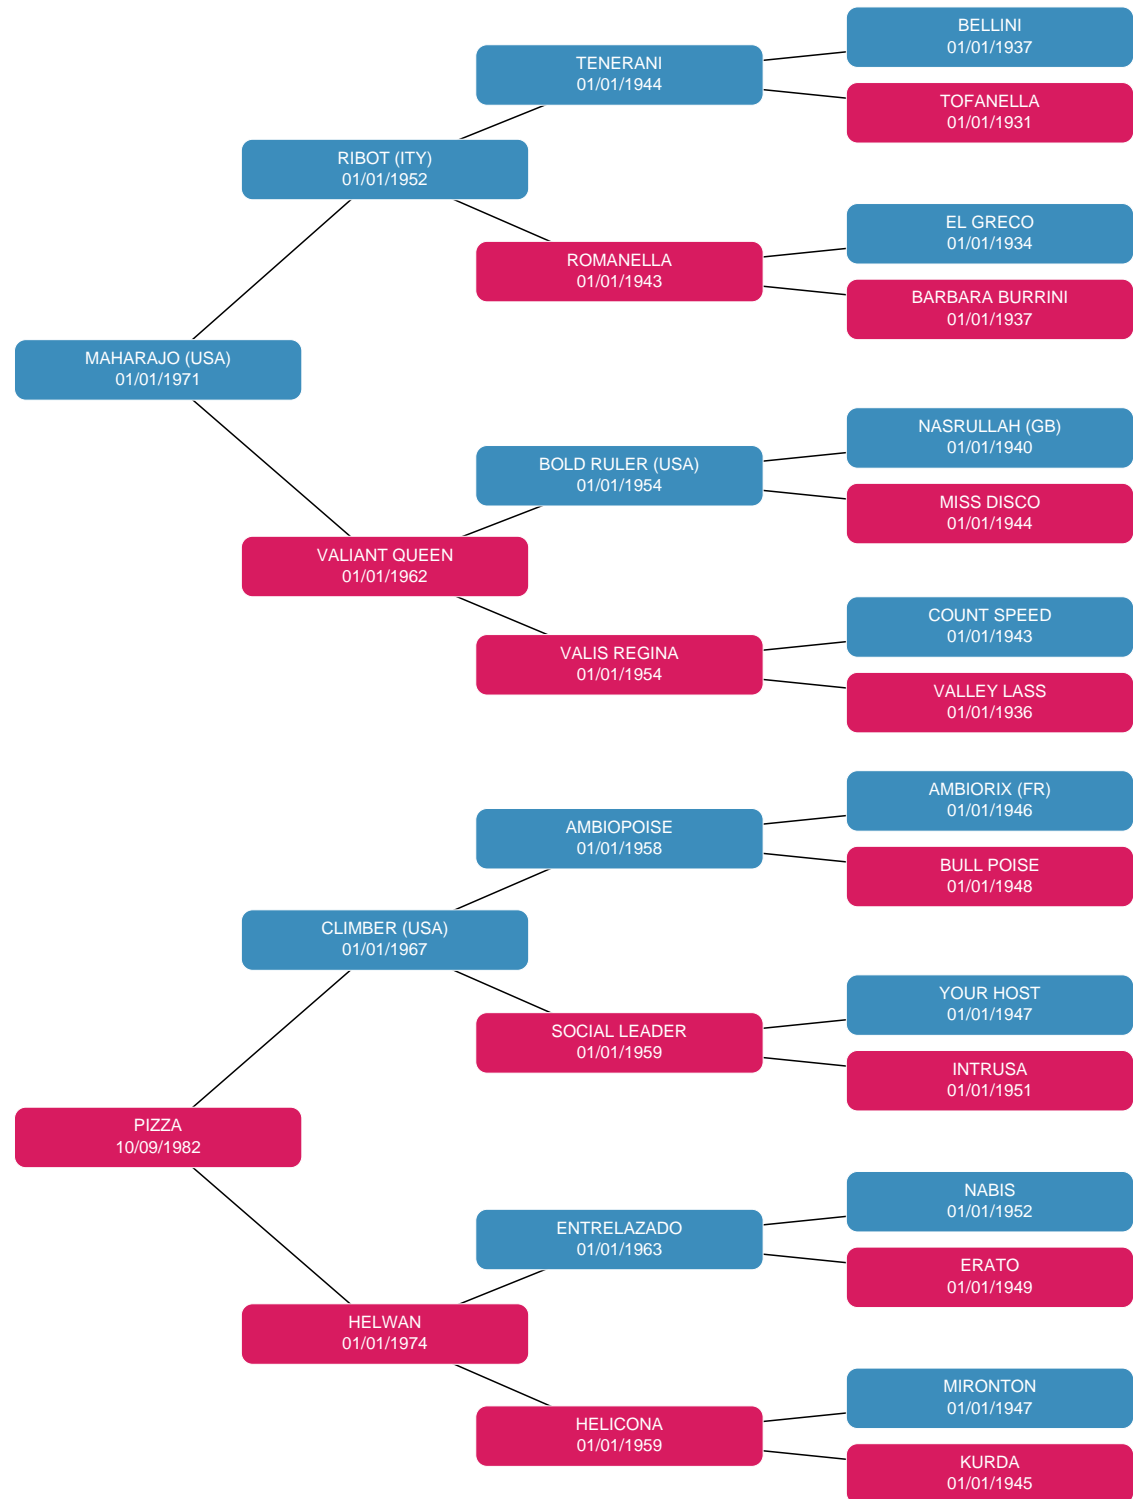 BELLINI
01/01/1937
TENERANI
01/01/1944
TOFANELLA
01/01/1931
RIBOT (ITY)
01/01/1952
EL GRECO
01/01/1934
ROMANELLA
01/01/1943
BARBARA BURRINI
01/01/1937
MAHARAJO (USA)
01/01/1971
NASRULLAH (GB)
01/01/1940
BOLD RULER (USA)
01/01/1954
MISS DISCO
01/01/1944
VALIANT QUEEN
01/01/1962
COUNT SPEED
01/01/1943
VALIS REGINA
01/01/1954
VALLEY LASS
01/01/1936
AMBIORIX (FR)
01/01/1946
AMBIOPOISE
01/01/1958
BULL POISE
01/01/1948
CLIMBER (USA)
01/01/1967
YOUR HOST
01/01/1947
SOCIAL LEADER
01/01/1959
INTRUSA
01/01/1951
PIZZA
10/09/1982
NABIS
01/01/1952
ENTRELAZADO
01/01/1963
ERATO
01/01/1949
HELWAN
01/01/1974
MIRONTON
01/01/1947
HELICONA
01/01/1959
KURDA
01/01/1945